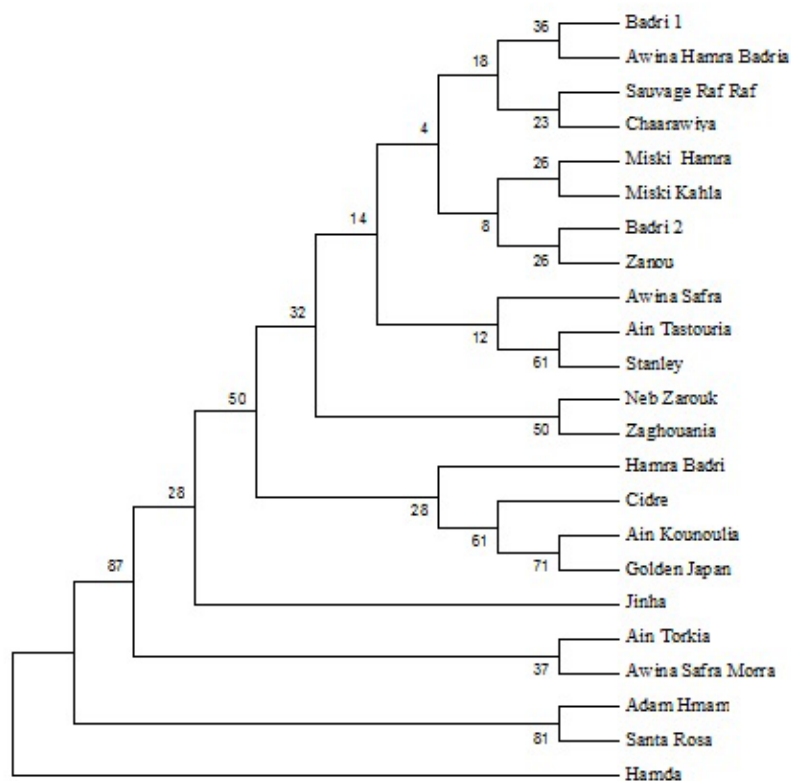 36
Badri 1
Awina Hamra Badria
18
Sauvage Raf Raf
23
Chaarawiya
4
26
Miski Hamra
Miski Kahla
8
Badri 2
26
Zanou
14
Awina Safra
12
Ain Tastouria
61
Stanley
32
Neb Zarouk
50
Zaghouania
50
Hamra Badri
28
Cidre
61
Ain Kounoulia
71
Golden Japan
28
Jinha
87
Ain Torkia
37
Awina Safra Morra
Adam Hmam
81
Santa Rosa
Hamda